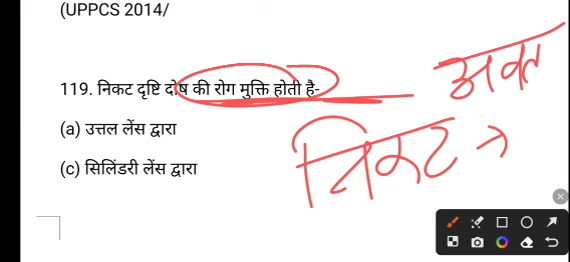 (UPPCS 2014/
119. निकट दृष्टि दोष की रोग मुक्ति होती है-
अवतल
(a) उत्तल लेंस द्वारा
निकट →
(c) सिलिंडरी लेंस द्वारा